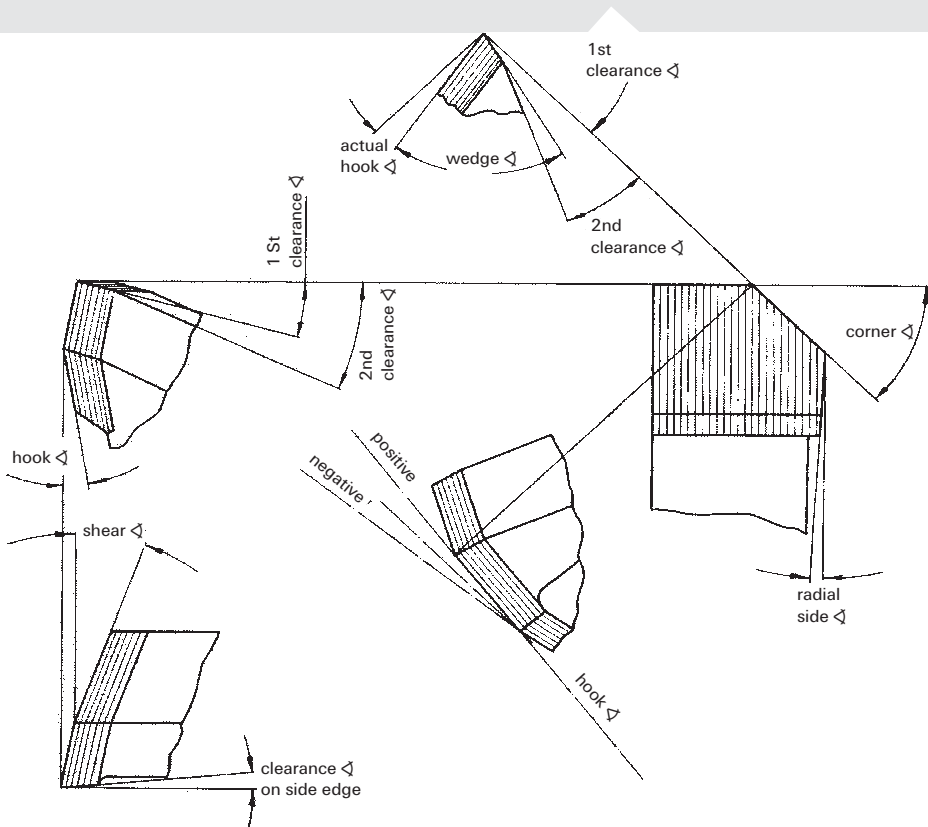 1st
clearance ∢
actual
hook ∢
wedge ∢
2nd
clearance ∢
1 St
clearance ∢
2nd
clearance ∢
corner ∢
hook ∢
positive
negative
shear ∢
radial
side ∢
hook ∢
clearance ∢
on side edge